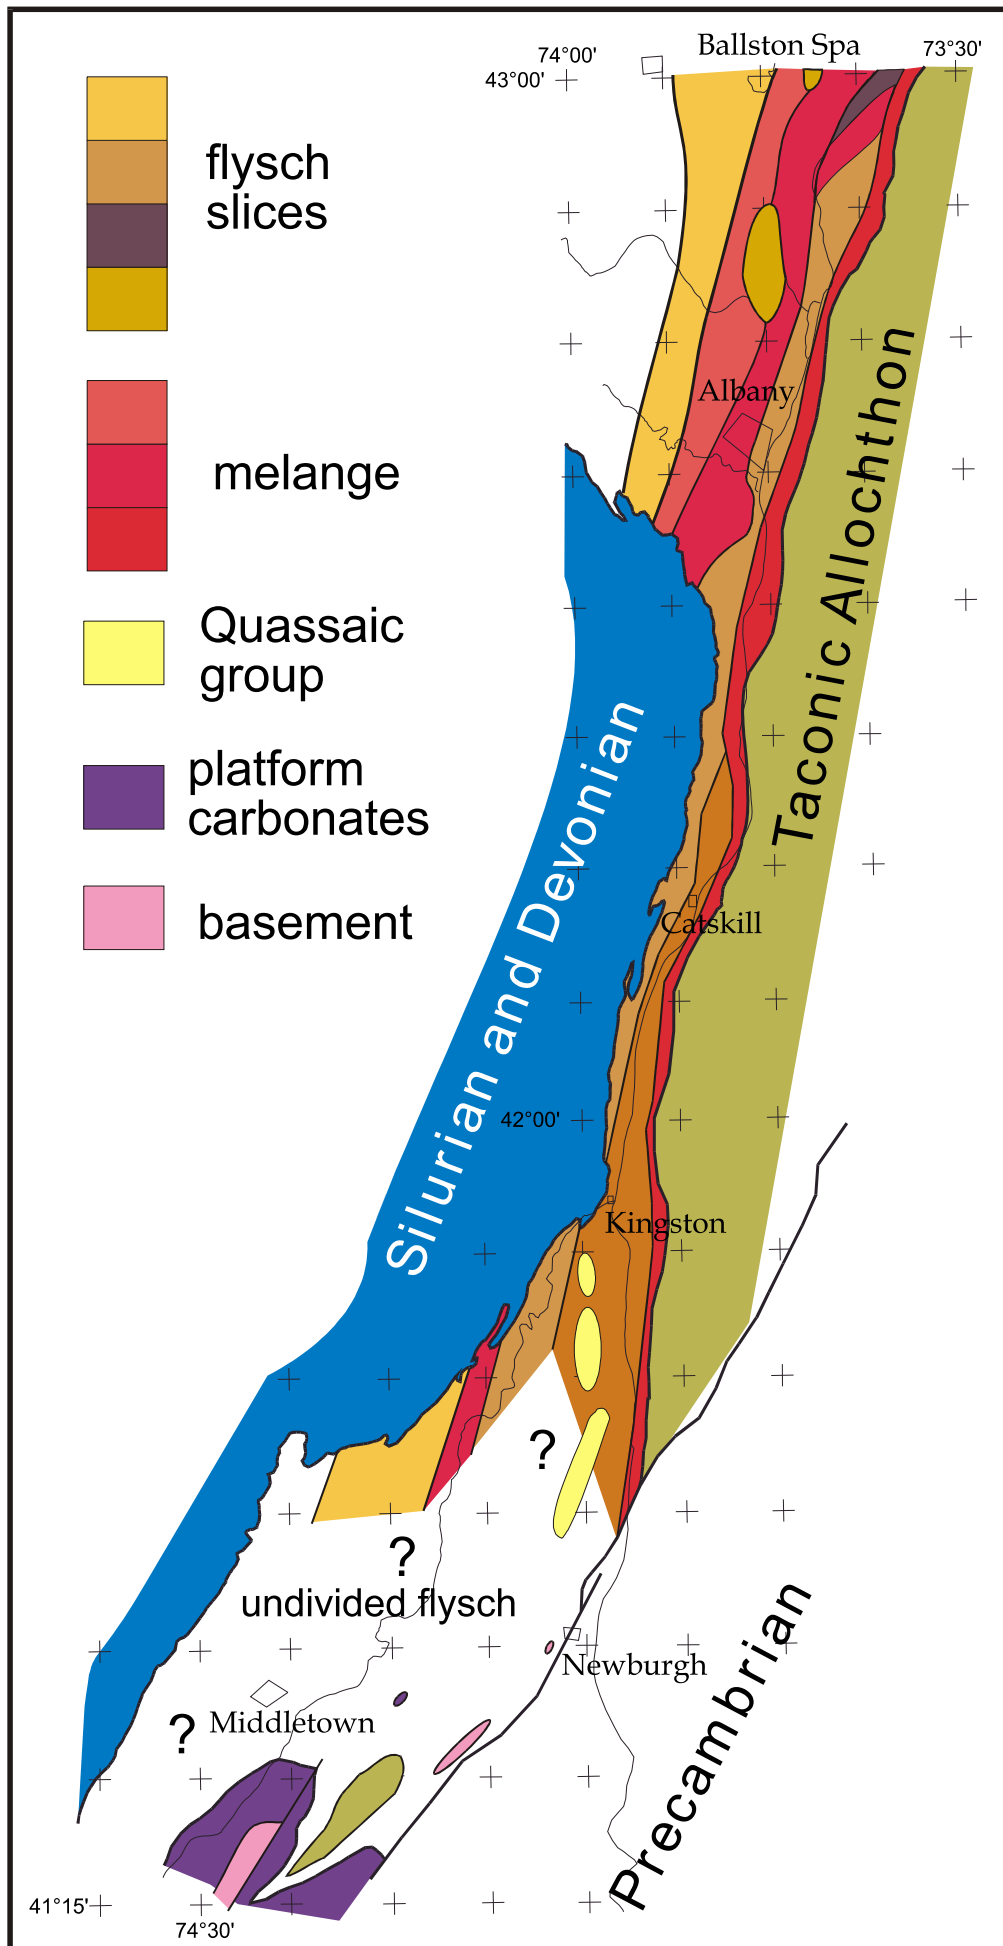 Ballston Spa
74°00'
73°30'
43°00'
flysch
slices
Albany
melange
Taconic Allochthon
Quassaic
group
platform
carbonates
Silurian and Devonian
basement
Catskill
42°00'
Kingston
?
?
undivided flysch
Newburgh
Precambrian
? Middletown
41°15'
74°30'